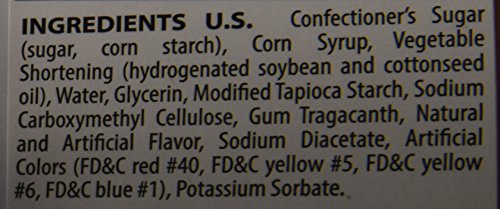 INGREDIENTS U.S. Confectioner's Sugar
(sugar, corn starch), Corn Syrup, Vegetable
Shortening (hydrogenated soybean and cottonseed
oil), Water, Glycerin, Modified Tapioca Starch, Sodium
Carboxymethyl Cellulose, Gum Tragacanth, Natural
and Artificial Flavor, Sodium Diacetate, Artificial
Colors (FD&C red #40, FD&C yellow #5, FD&C yellow
#6, FD&C blue #1), Potassium Sorbate.